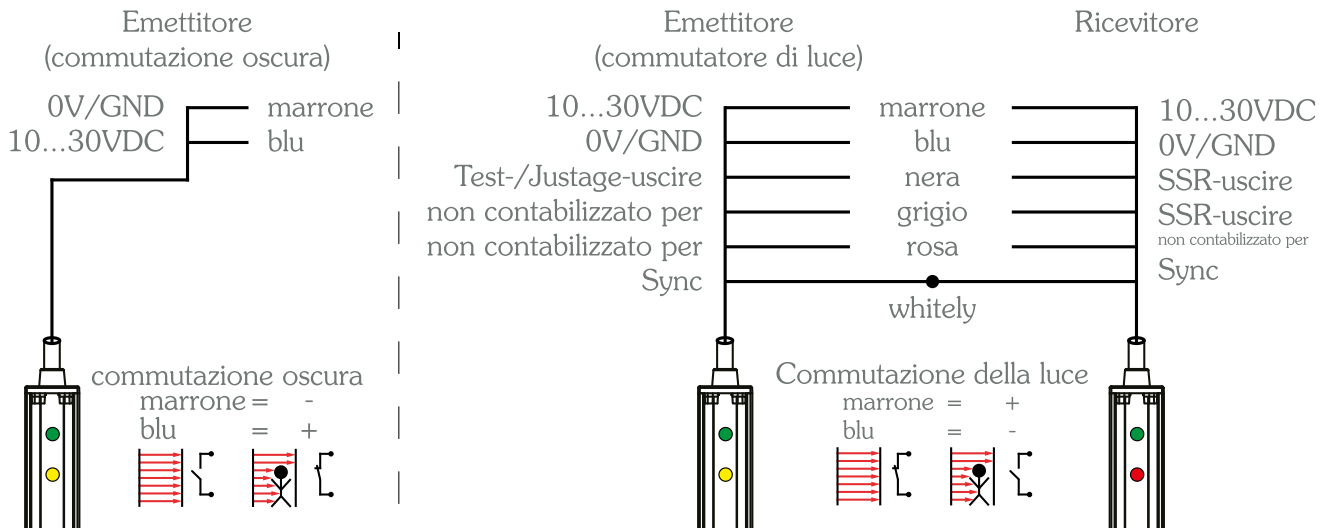 Emettitore
(commutazione oscura)
0V/GND
marrone
10...30VDC
blu
commutazione oscura
marrone = -
blu = +
Emettitore
(commutatore di luce)
Ricevitore
10...30VDC
marrone
10...30VDC
0V/GND
blu
0V/GND
Test-/Justage-uscire
nera
SSR-uscire
non contabilizzato per
grigio
SSR-uscire
non contabilizzato per
rosa
non contabilizzato per
Sync
whitely
Sync
Commutazione della luce
marrone = +
blu = -